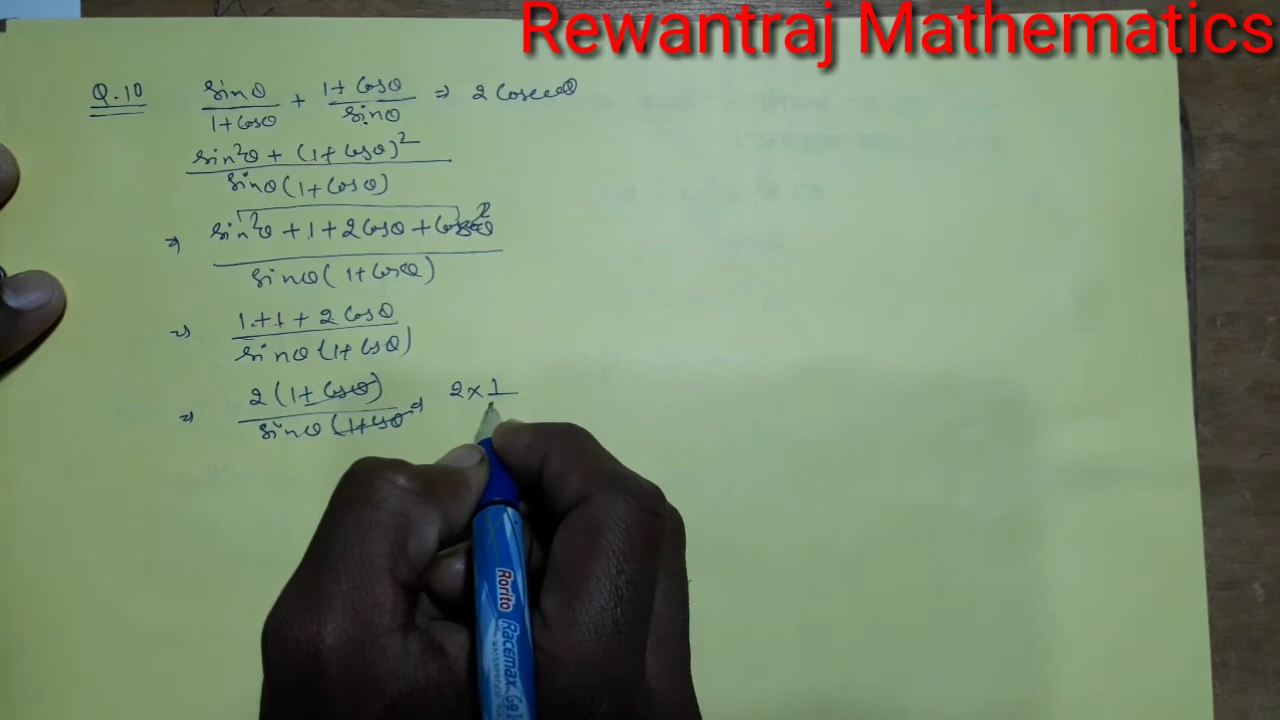 Rewantraj Mathematics
Q.10 sinθ/1+cosθ + 1+cosθ/sinθ ⇒ 2 Cosecθ
sin²θ + (1+cosθ)²
sinθ(1+cosθ)
⇒ sin²θ + 1 + 2cosθ + cos²θ
sinθ(1+cosθ)
⇒ 1+1+2cosθ
sinθ(1+cosθ)
⇒ 2(1+cosθ) ⇒ 2×1
sinθ(1+cosθ
Rorito Racemax Gel